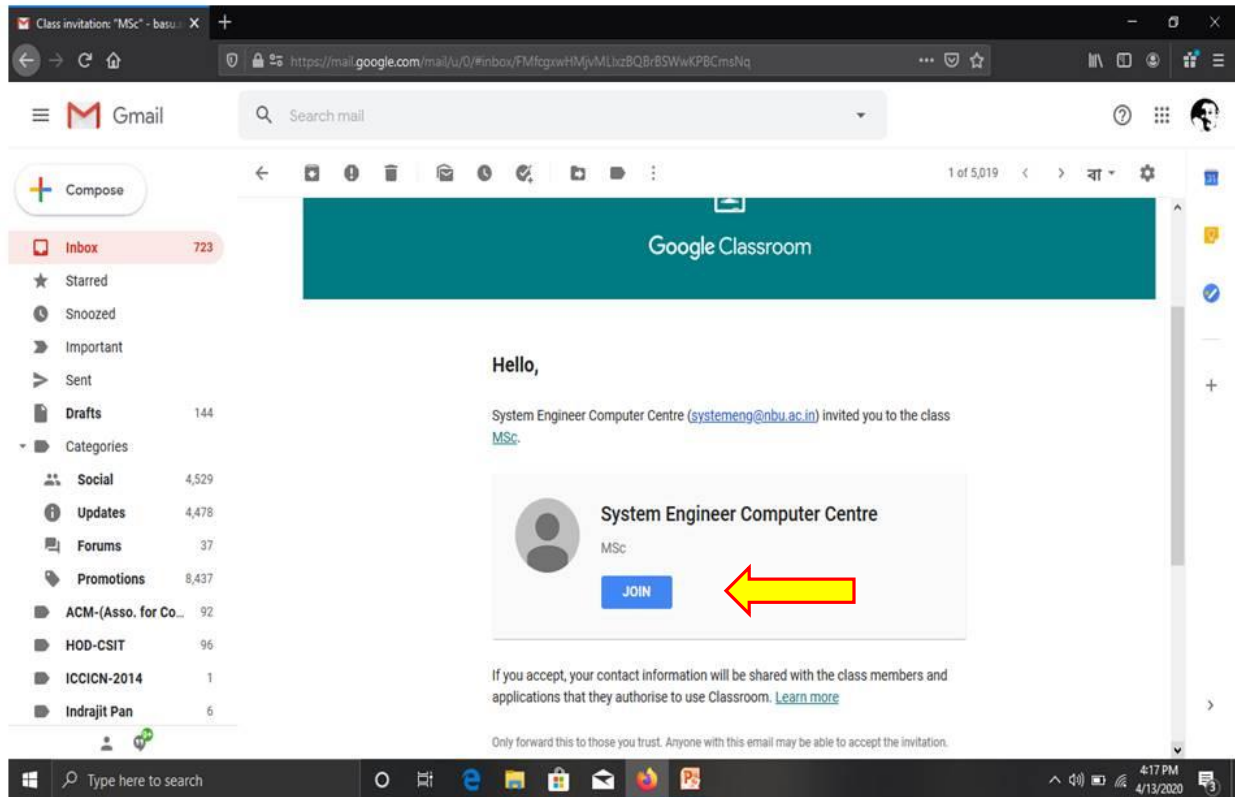 Class invitation: "MSc" - basu.
https://mail.google.com/mail/u/0/#inbox/FMfcgxwHMjvMLbzBQBrBSWwKPBCmsNq
Gmail
Search mail
Compose
1 of 5,019
বা
31
Inbox 723
Starred
Snoozed
Important
Sent
Drafts 144
Categories
Social 4,529
Updates 4,478
Forums 37
Promotions 8,437
ACM-(Asso. for Co... 92
HOD-CSIT 96
ICCICN-2014 1
Indrajit Pan 6
Google Classroom
Hello,
System Engineer Computer Centre (systemeng@nbu.ac.in) invited you to the class
MSc.
System Engineer Computer Centre
MSc
JOIN
If you accept, your contact information will be shared with the class members and
applications that they authorise to use Classroom. Learn more
Only forward this to those you trust. Anyone with this email may be able to accept the invitation.
Type here to search
4:17 PM
4/13/2020
3